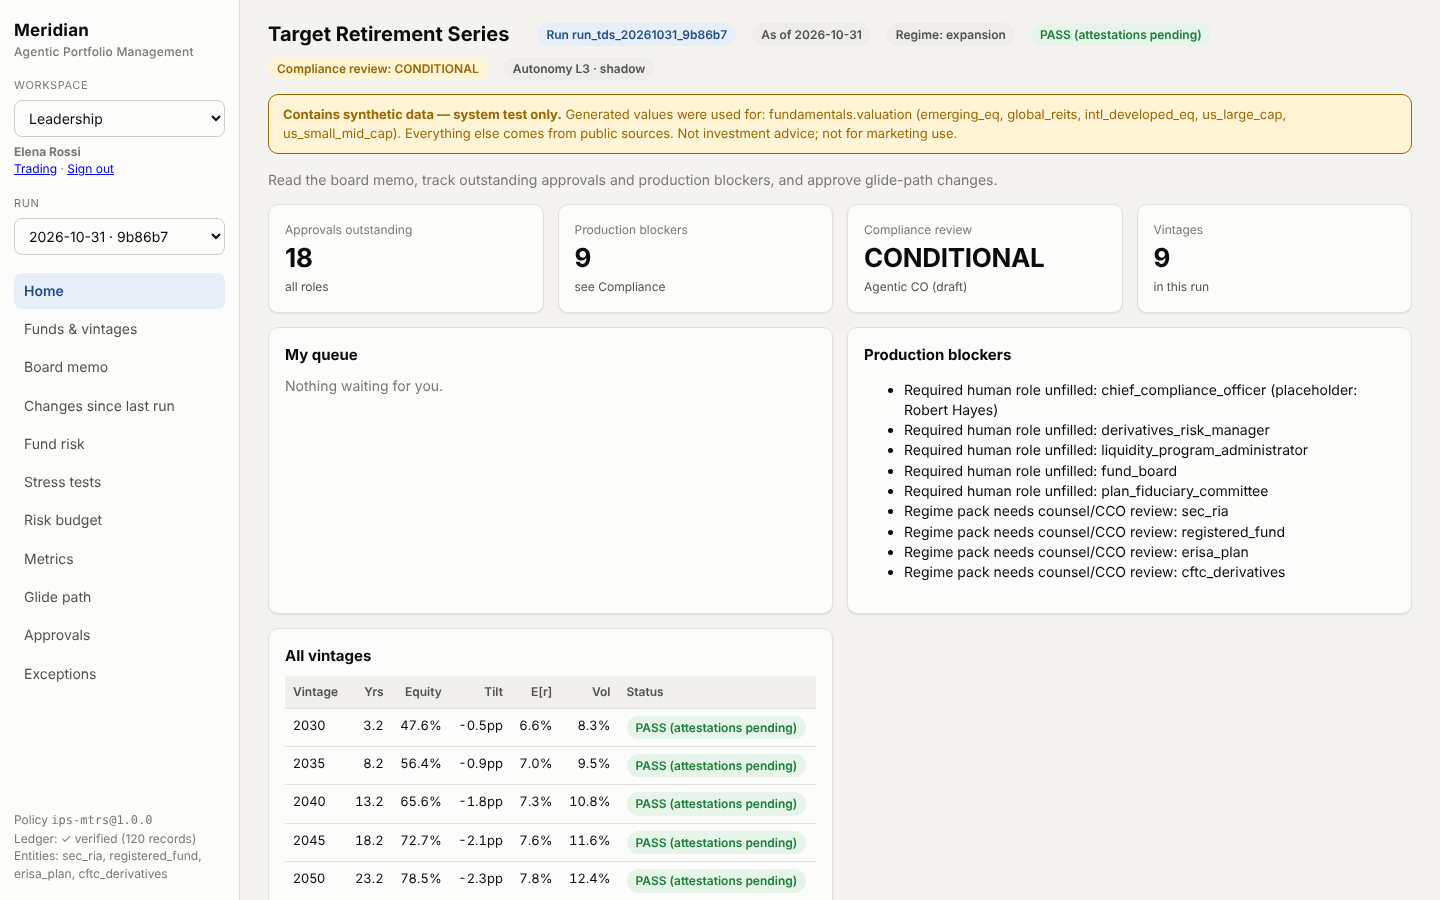 Meridian
Agentic Portfolio Management
WORKSPACE
Leadership
Elena Rossi
Trading · Sign out
RUN
2026-10-31 · 9b86b7
Home
Funds & vintages
Board memo
Changes since last run
Fund risk
Stress tests
Risk budget
Metrics
Glide path
Approvals
Exceptions
Policy ips-mtrs@1.0.0
Ledger: ✓ verified (120 records)
Entities: sec_ria, registered_fund,
erisa_plan, cftc_derivatives
Target Retirement Series
Run run_tds_20261031_9b86b7
As of 2026-10-31
Regime: expansion
PASS (attestations pending)
Compliance review: CONDITIONAL
Autonomy L3 · shadow
Contains synthetic data — system test only. Generated values were used for: fundamentals.valuation (emerging_eq, global_reits, intl_developed_eq, us_large_cap,
us_small_mid_cap). Everything else comes from public sources. Not investment advice; not for marketing use.
Read the board memo, track outstanding approvals and production blockers, and approve glide-path changes.
Approvals outstanding
18
all roles
Production blockers
9
see Compliance
Compliance review
CONDITIONAL
Agentic CO (draft)
Vintages
9
in this run
My queue
Nothing waiting for you.
Production blockers
• Required human role unfilled: chief_compliance_officer (placeholder:
Robert Hayes)
• Required human role unfilled: derivatives_risk_manager
• Required human role unfilled: liquidity_program_administrator
• Required human role unfilled: fund_board
• Required human role unfilled: plan_fiduciary_committee
• Regime pack needs counsel/CCO review: sec_ria
• Regime pack needs counsel/CCO review: registered_fund
• Regime pack needs counsel/CCO review: erisa_plan
• Regime pack needs counsel/CCO review: cftc_derivatives
All vintages
Vintage Yrs Equity Tilt E[r] Vol Status
2030 3.2 47.6% -0.5pp 6.6% 8.3% PASS (attestations pending)
2035 8.2 56.4% -0.9pp 7.0% 9.5% PASS (attestations pending)
2040 13.2 65.6% -1.8pp 7.3% 10.8% PASS (attestations pending)
2045 18.2 72.7% -2.1pp 7.6% 11.6% PASS (attestations pending)
2050 23.2 78.5% -2.3pp 7.8% 12.4% PASS (attestations pending)